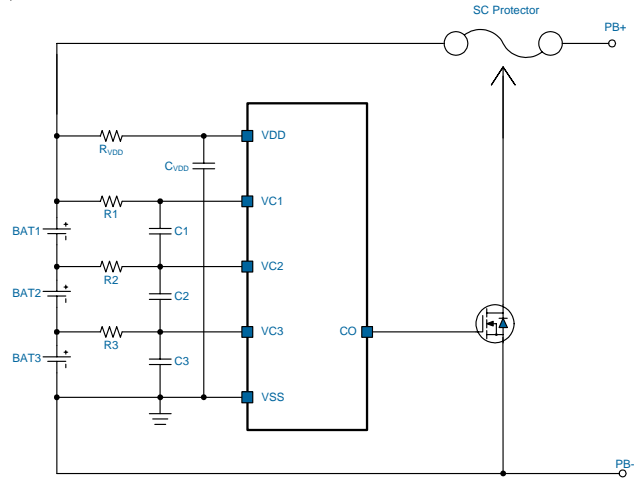 SC Protector
PB+
VDD
RVDD
CVDD
VC1
R1
BAT1
C1
VC2
R2
BAT2
C2
VC3
CO
R3
BAT3
C3
VSS
PB-